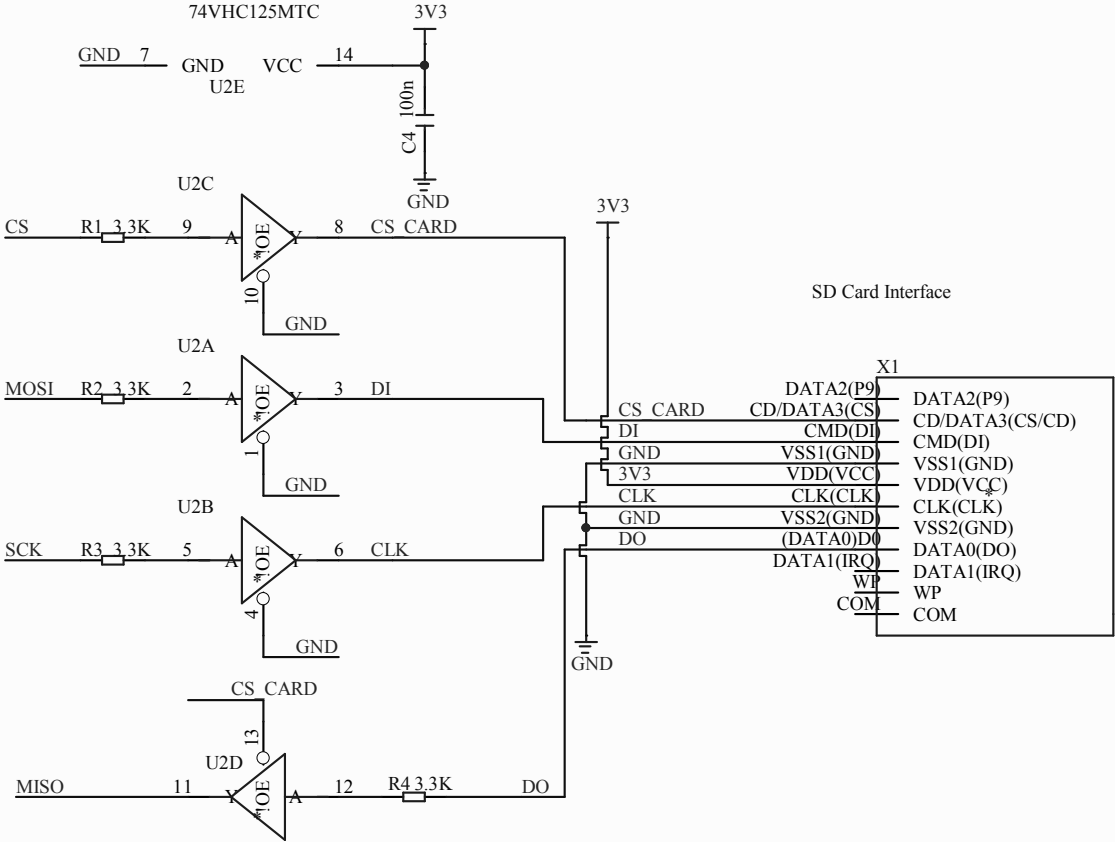 74VHC125MTC
3V3
GND 7 GND VCC 14
U2E
100n
C4
GND
U2C
CS R1 3.3K 9 A !OE* Y 8 CS_CARD
10
GND
3V3
SD Card Interface
U2A
MOSI R2 3.3K 2 A !OE* Y 3 DI
1
GND
X1
DATA2(P9) DATA2(P9)
CS_CARD CD/DATA3(CS) CD/DATA3(CS/CD)
DI CMD(DI) CMD(DI)
GND VSS1(GND) VSS1(GND)
3V3 VDD(VCC) VDD(VCC)
*
CLK CLK(CLK) CLK(CLK)
GND VSS2(GND) VSS2(GND)
DO (DATA0)D0 DATA0(DO)
DATA1(IRQ) DATA1(IRQ)
WP WP
COM COM
U2B
SCK R3 3.3K 5 A !OE* Y 6 CLK
4
GND
GND
CS_CARD
13
U2D
MISO 11 Y !OE* A 12 R4 3.3K DO